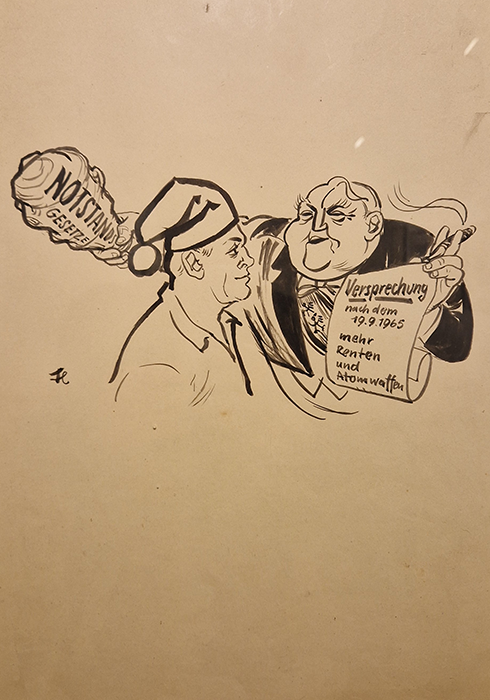 NOTSTANDS
GESETZE
Versprechung
nach dem
19.9.1965
mehr
Renten
und
Atomwaffen